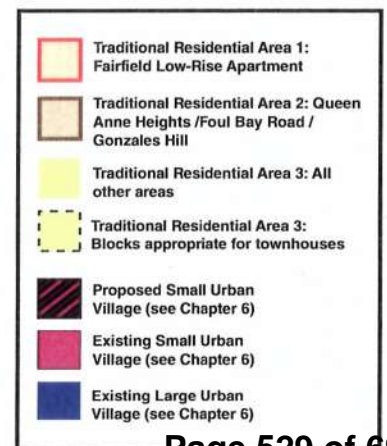 Traditional Residential Area 1:
Fairfield Low-Rise Apartment
Traditional Residential Area 2: Queen
Anne Heights /Foul Bay Road /
Gonzales Hill
Traditional Residential Area 3: All
other areas
Traditional Residential Area 3:
Blocks appropriate for townhouses
Proposed Small Urban
Village (see Chapter 6)
Existing Small Urban
Village (see Chapter 6)
Existing Large Urban
Village (see Chapter 6)
Page 529 of